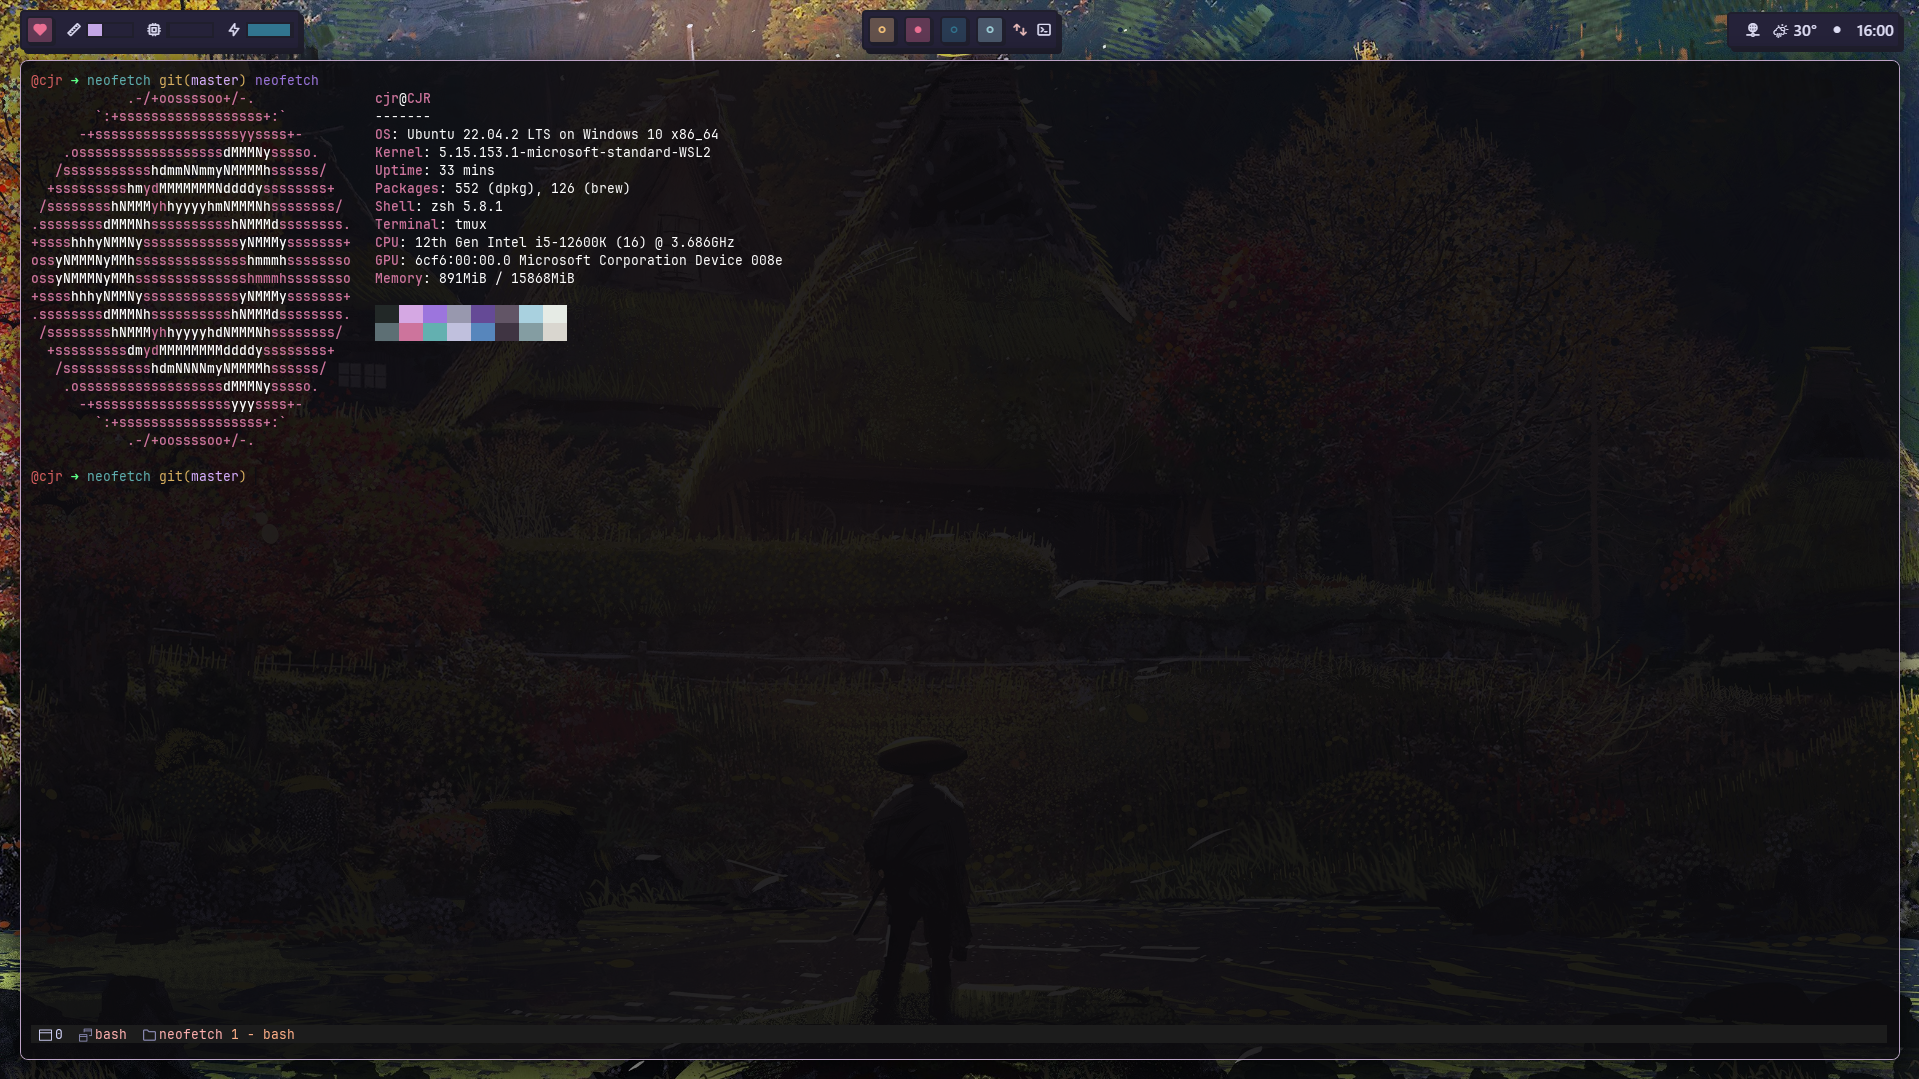 30°
16:00
@cjr ➜ neofetch git(master) neofetch
.-/+oossssoo+/-.
`:+ssssssssssssssssss+:`
-+ssssssssssssssssssyyssss+-
.ossssssssssssssssssdMMMNysssso.
/ssssssssssshdmmNNmmyNMMMMhssssss/
+ssssssssshmydMMMMMMMNddddyssssssss+
/sssssssshNMMMyhhyyyyhmNMMMNhssssssss/
.ssssssssdMMMNhsssssssssshNMMMdssssssss.
+sssshhhyNMMNyssssssssssssyNMMMysssssss+
ossyNMMMNyMMhsssssssssssssshmmmhssssssso
ossyNMMMNyMMhsssssssssssssshmmmhssssssso
+sssshhhyNMMNyssssssssssssyNMMMysssssss+
.ssssssssdMMMNhsssssssssshNMMMdssssssss.
/sssssssshNMMMyhhyyyyhdNMMMNhssssssss/
+sssssssssdmydMMMMMMMMddddyssssssss+
/ssssssssssshdmNNNNmyNMMMMhssssss/
.ossssssssssssssssssdMMMNysssso.
-+sssssssssssssssssyyyssss+-
`:+ssssssssssssssssss+:`
.-/+oossssoo+/-.
cjr@CJR
-------
OS: Ubuntu 22.04.2 LTS on Windows 10 x86_64
Kernel: 5.15.153.1-microsoft-standard-WSL2
Uptime: 33 mins
Packages: 552 (dpkg), 126 (brew)
Shell: zsh 5.8.1
Terminal: tmux
CPU: 12th Gen Intel i5-12600K (16) @ 3.686GHz
GPU: 6cf6:00:00.0 Microsoft Corporation Device 008e
Memory: 891MiB / 15868MiB
@cjr ➜ neofetch git(master)
0 bash neofetch 1 - bash